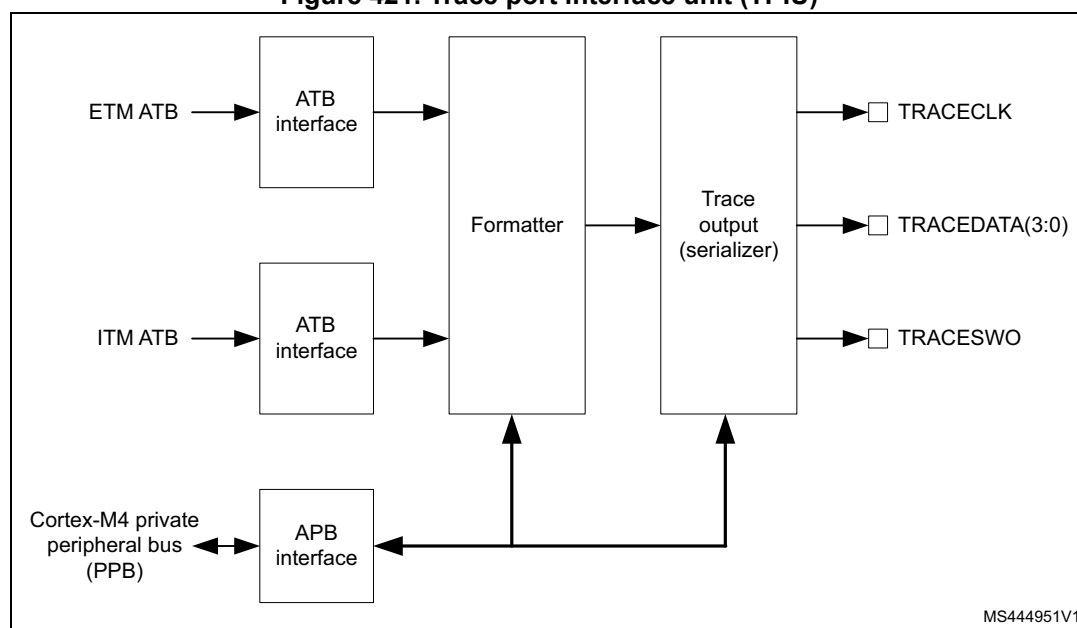 Figure 421. Trace port interface unit (TPIU)
ETM ATB
ATB
interface
TRACECLK
Formatter
Trace
output
(serializer)
TRACEDATA(3:0)
ITM ATB
ATB
interface
TRACESWO
Cortex-M4 private
peripheral bus
(PPB)
APB
interface
MS444951V1